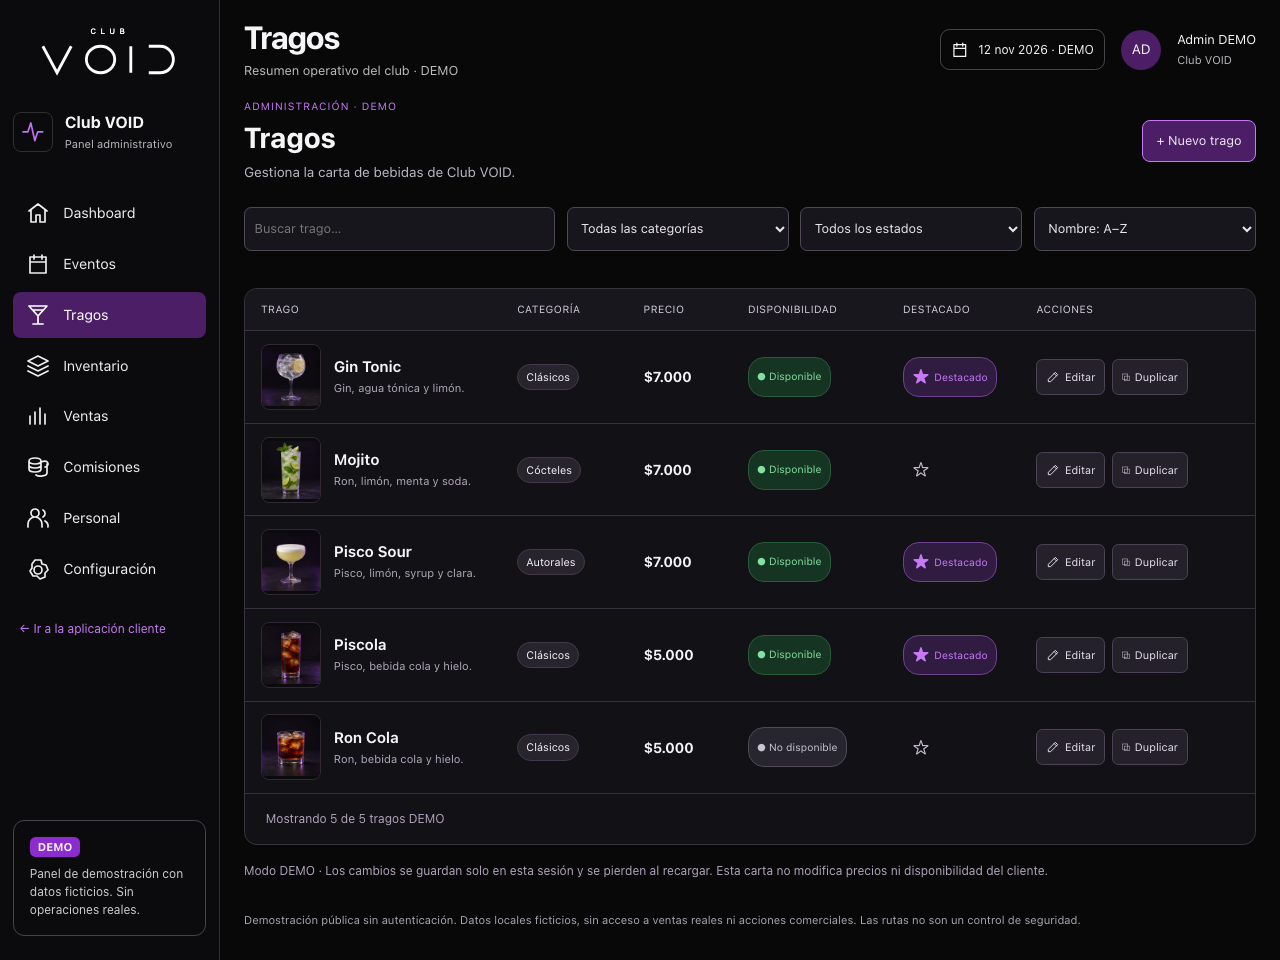 CLUB
VOID
Club VOID
Panel administrativo
Dashboard
Eventos
Tragos
Inventario
Ventas
Comisiones
Personal
Configuración
← Ir a la aplicación cliente
DEMO
Panel de demostración con
datos ficticios. Sin
operaciones reales.
Tragos
Resumen operativo del club · DEMO
12 nov 2026 · DEMO
AD
Admin DEMO
Club VOID
ADMINISTRACIÓN · DEMO
Tragos
Gestiona la carta de bebidas de Club VOID.
+ Nuevo trago
Buscar trago...
Todas las categorías
Todos los estados
Nombre: A–Z
TRAGO CATEGORÍA PRECIO DISPONIBILIDAD DESTACADO ACCIONES
Gin Tonic
Gin, agua tónica y limón.
Clásicos
$7.000
Disponible
Destacado
Editar
Duplicar
Mojito
Ron, limón, menta y soda.
Cócteles
$7.000
Disponible
Editar
Duplicar
Pisco Sour
Pisco, limón, syrup y clara.
Autorales
$7.000
Disponible
Destacado
Editar
Duplicar
Piscola
Pisco, bebida cola y hielo.
Clásicos
$5.000
Disponible
Destacado
Editar
Duplicar
Ron Cola
Ron, bebida cola y hielo.
Clásicos
$5.000
No disponible
Editar
Duplicar
Mostrando 5 de 5 tragos DEMO
Modo DEMO · Los cambios se guardan solo en esta sesión y se pierden al recargar. Esta carta no modifica precios ni disponibilidad del cliente.
Demostración pública sin autenticación. Datos locales ficticios, sin acceso a ventas reales ni acciones comerciales. Las rutas no son un control de seguridad.